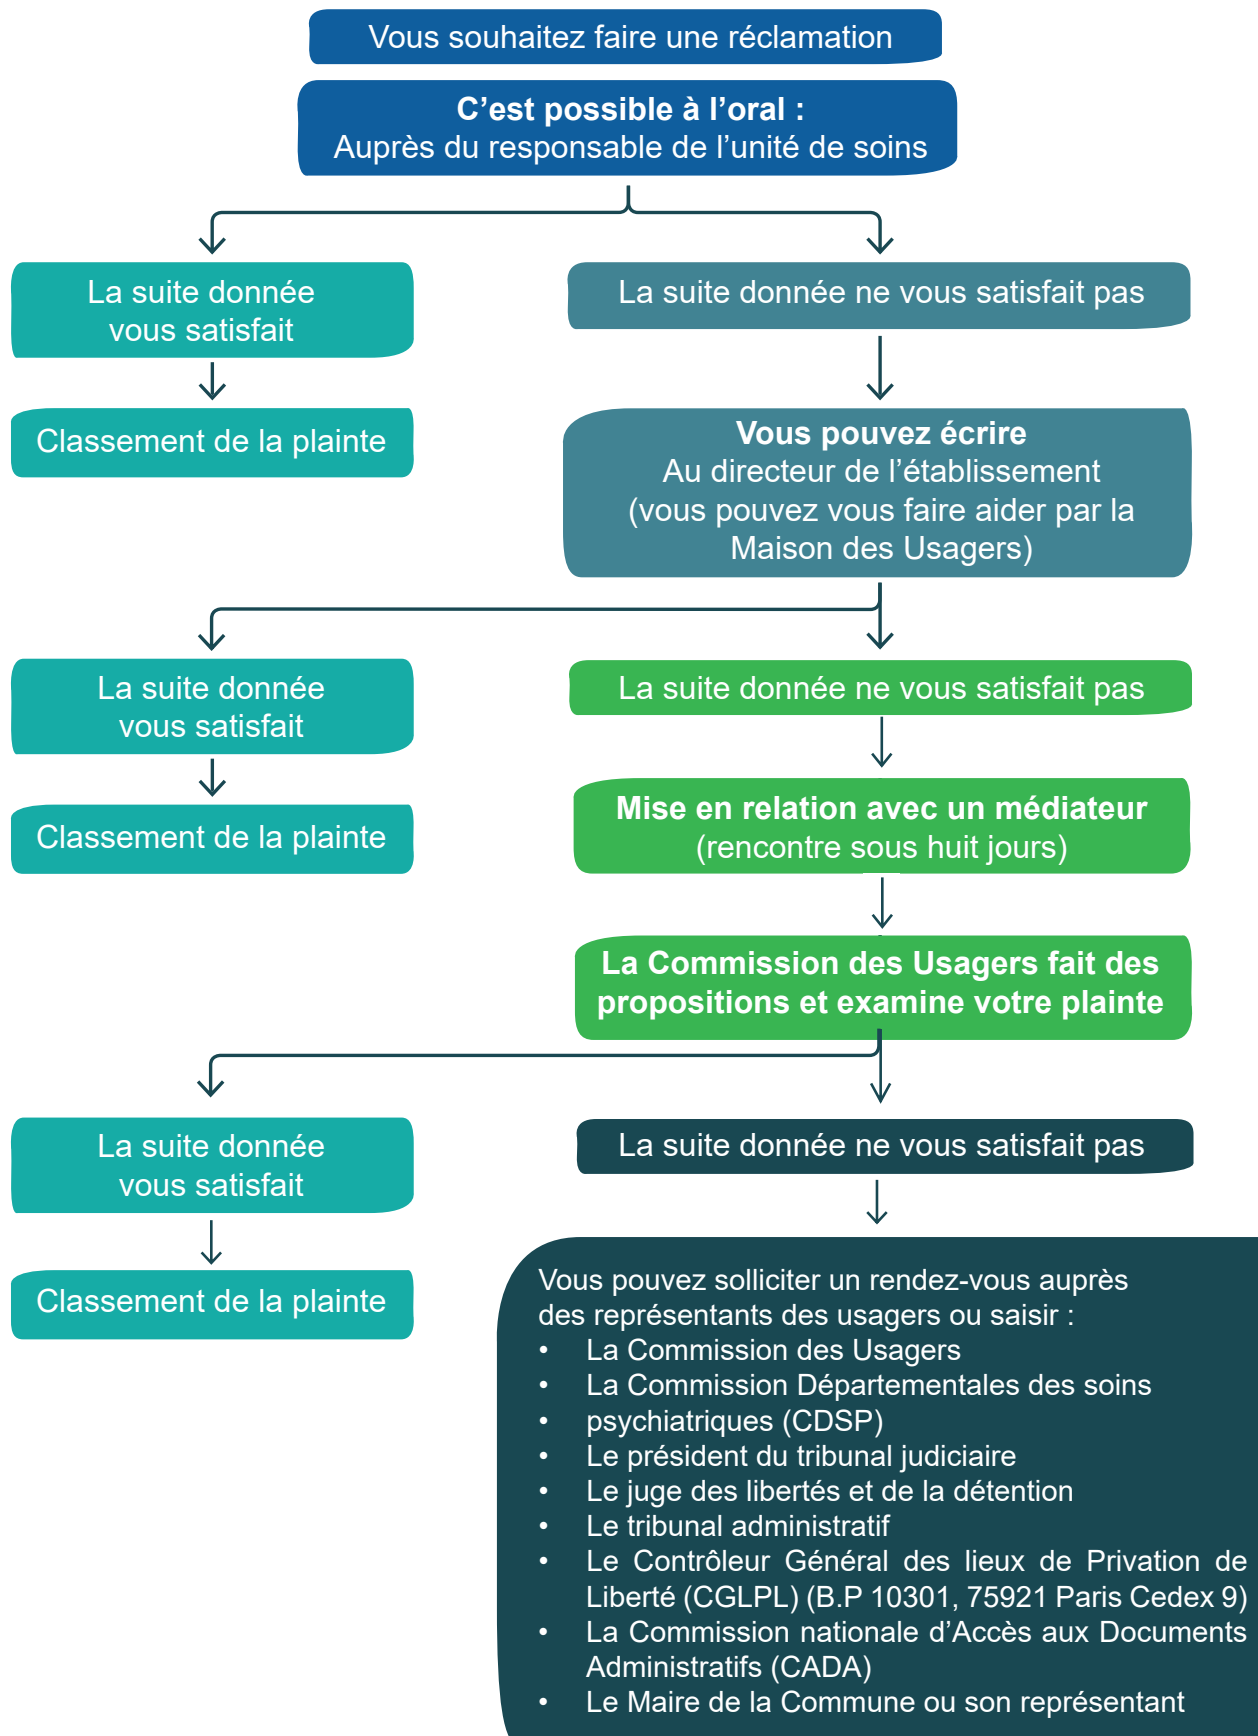 Vous souhaitez faire une réclamation
C’est possible à l’oral :
Auprès du responsable de l’unité de soins
La suite donnée
vous satisfait
La suite donnée ne vous satisfait pas
Classement de la plainte
Vous pouvez écrire
Au directeur de l’établissement
(vous pouvez vous faire aider par la
Maison des Usagers)
La suite donnée
vous satisfait
La suite donnée ne vous satisfait pas
Classement de la plainte
Mise en relation avec un médiateur
(rencontre sous huit jours)
La Commission des Usagers fait des
propositions et examine votre plainte
La suite donnée
vous satisfait
La suite donnée ne vous satisfait pas
Classement de la plainte
Vous pouvez solliciter un rendez-vous auprès
des représentants des usagers ou saisir :
• La Commission des Usagers
• La Commission Départementales des soins
• psychiatriques (CDSP)
• Le président du tribunal judiciaire
• Le juge des libertés et de la détention
• Le tribunal administratif
• Le Contrôleur Général des lieux de Privation de
Liberté (CGLPL) (B.P 10301, 75921 Paris Cedex 9)
• La Commission nationale d’Accès aux Documents
Administratifs (CADA)
• Le Maire de la Commune ou son représentant